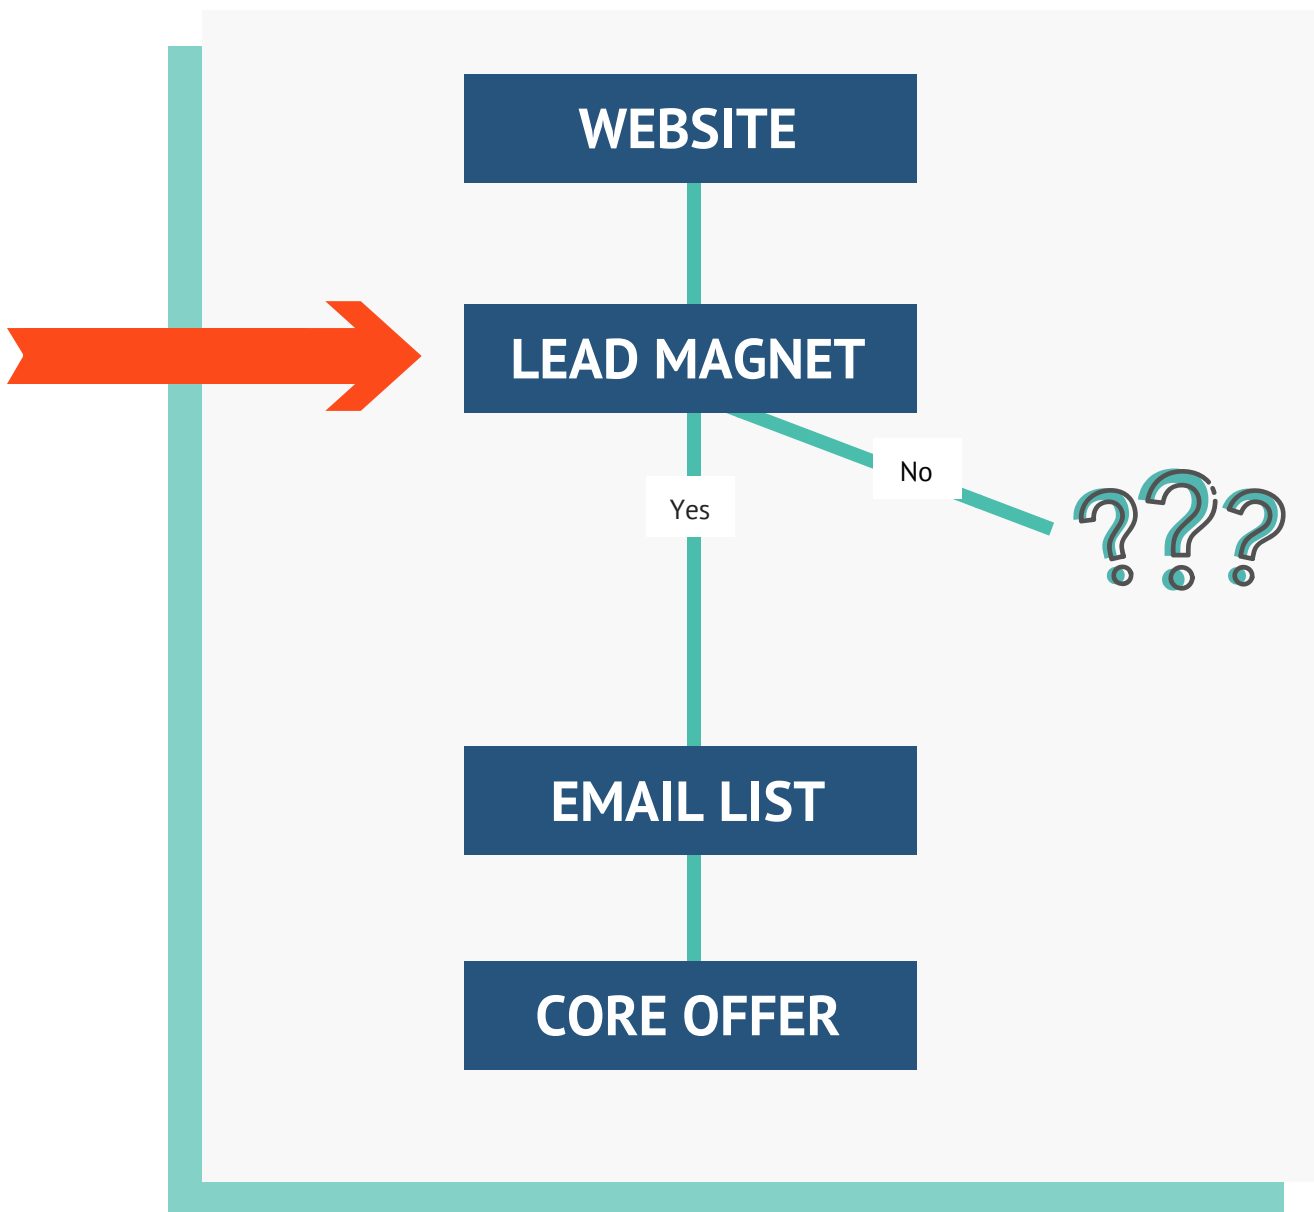 WEBSITE
LEAD MAGNET
No
Yes
???
EMAIL LIST
CORE OFFER